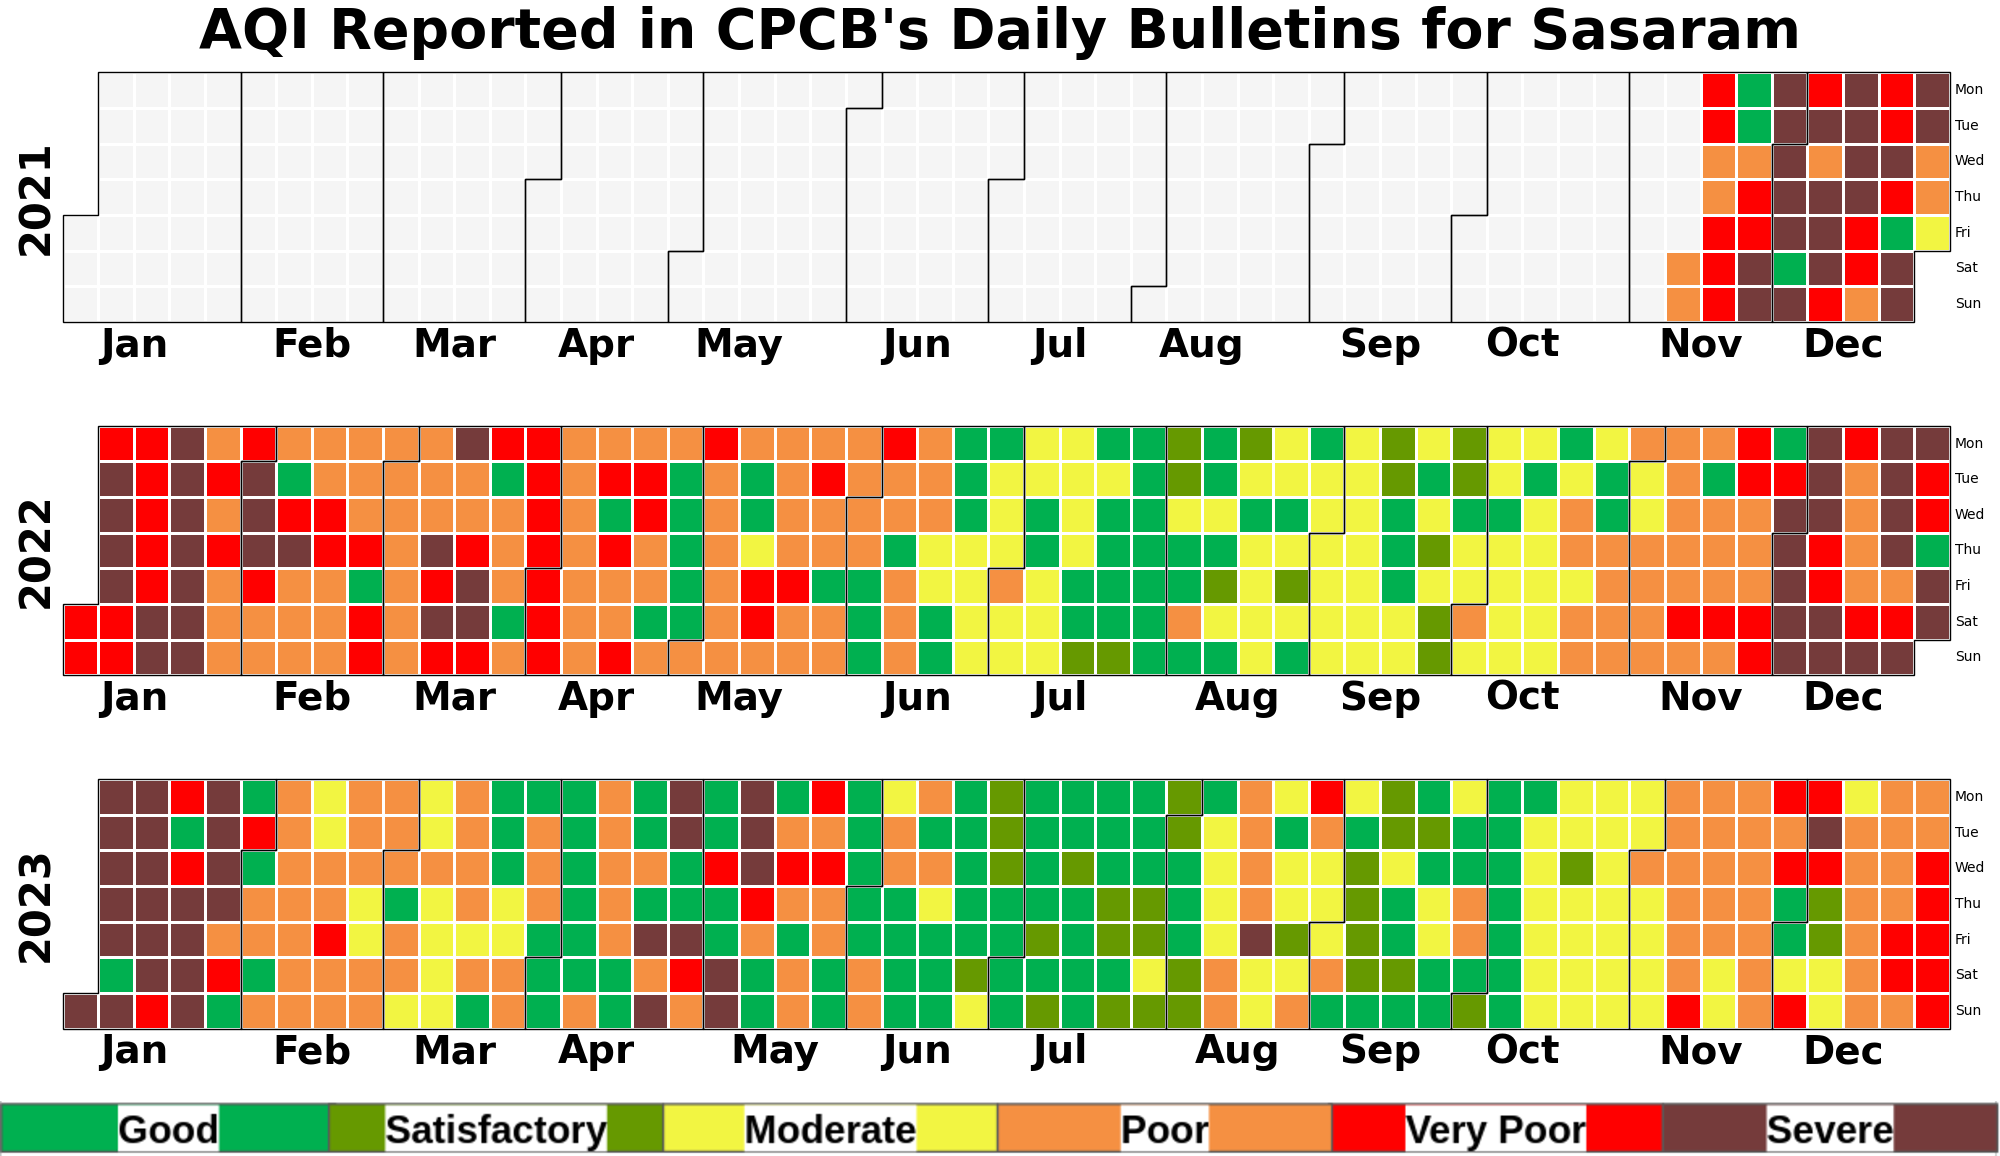 AQI Reported in CPCB's Daily Bulletins for Sasaram
2021
Mon
Tue
Wed
Thu
Fri
Sat
Sun
Jan Feb Mar Apr May Jun Jul Aug Sep Oct Nov Dec
2022
Mon
Tue
Wed
Thu
Fri
Sat
Sun
Jan Feb Mar Apr May Jun Jul Aug Sep Oct Nov Dec
2023
Mon
Tue
Wed
Thu
Fri
Sat
Sun
Jan Feb Mar Apr May Jun Jul Aug Sep Oct Nov Dec
Good Satisfactory Moderate Poor Very Poor Severe